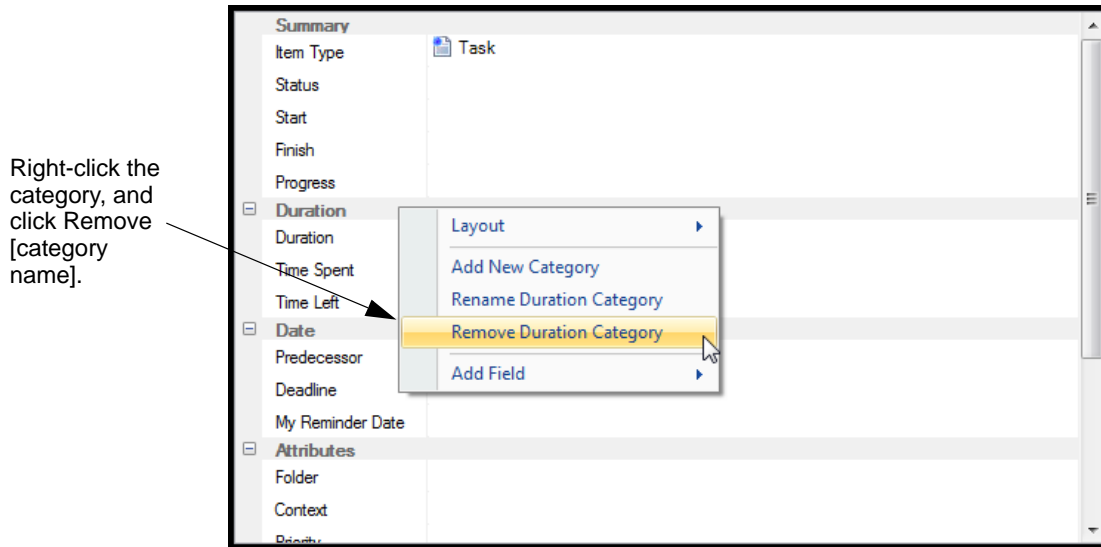 Summary
Item Type
Task
Status
Start
Finish
Progress
Right-click the
category, and
click Remove
[category
name].
Duration
Duration
Time Spent
Time Left
Layout
Add New Category
Rename Duration Category
Remove Duration Category
Add Field
Date
Predecessor
Deadline
My Reminder Date
Attributes
Folder
Context
Priority